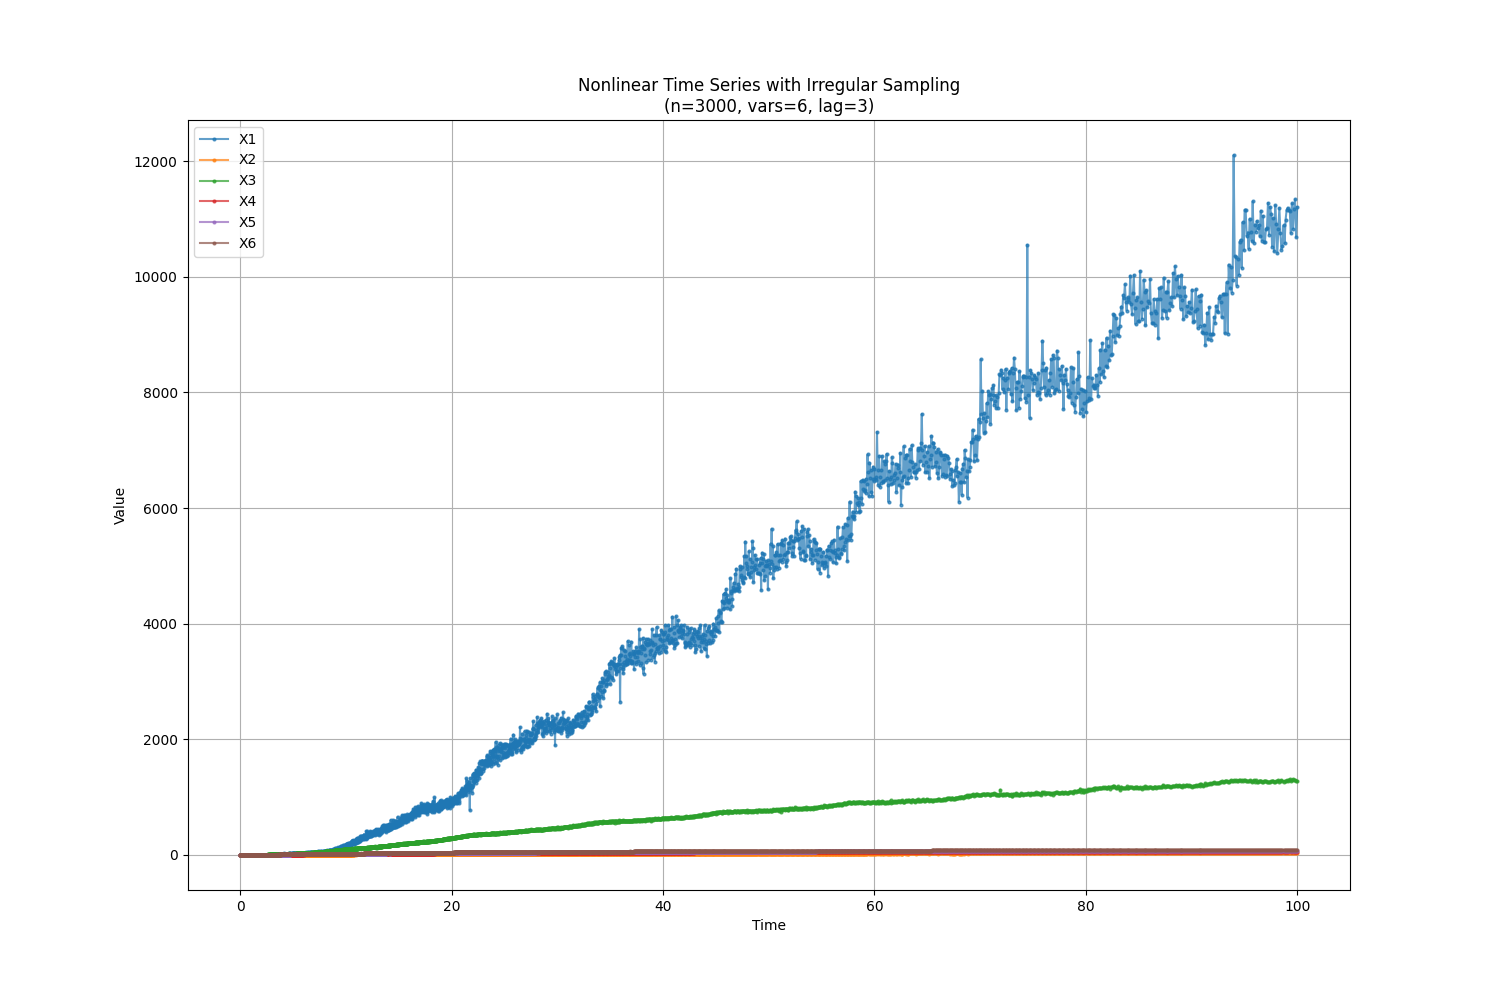 Nonlinear Time Series with Irregular Sampling
(n=3000, vars=6, lag=3)
X1
X2
X3
X4
X5
X6
12000
10000
8000
6000
4000
2000
0
Value
0 20 40 60 80 100
Time